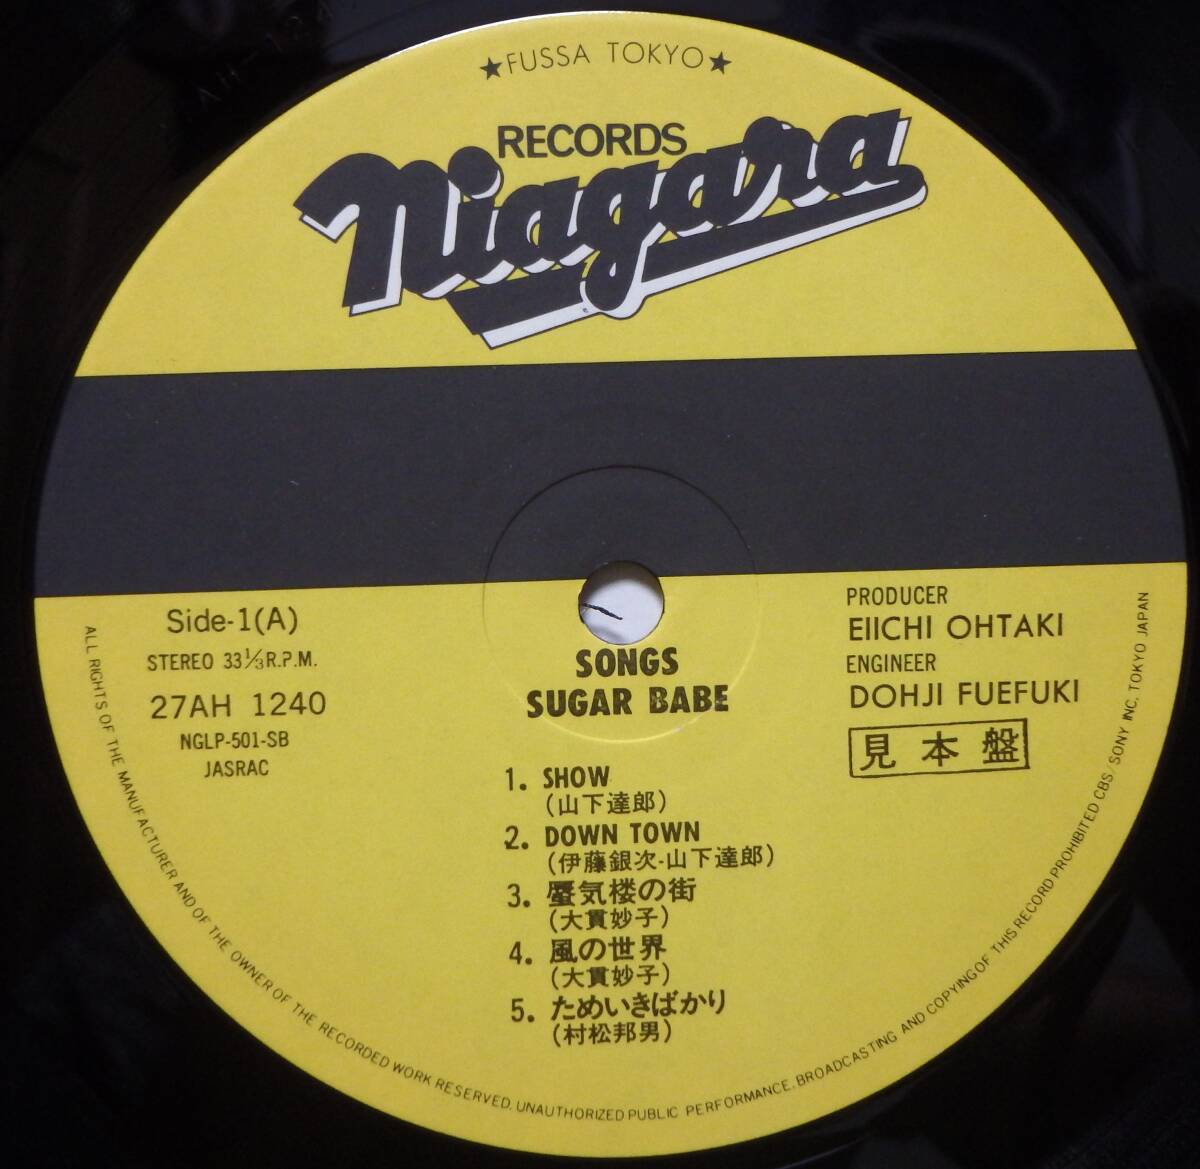 ★FUSSA TOKYO★
RECORDS
Niagara
Side-1(A)
STEREO 33⅓R.P.M.
27AH 1240
NGLP-501-SB
JASRAC
PRODUCER
EIICHI OHTAKI
ENGINEER
DOHJI FUEFUKI
見本盤
SONGS
SUGAR BABE
1. SHOW
(山下達郎)
2. DOWN TOWN
(伊藤銀次-山下達郎)
3. 蜃気楼の街
(大貫妙子)
4. 風の世界
(大貫妙子)
5. ためいきばかり
(村松邦男)
ALL RIGHTS OF THE MANUFACTURER AND OF THE OWNER OF THE RECORDED WORK RESERVED. UNAUTHORIZED PUBLIC PERFORMANCE, BROADCASTING AND COPYING OF THIS RECORD PROHIBITED CBS/SONY INC. TOKYO JAPAN